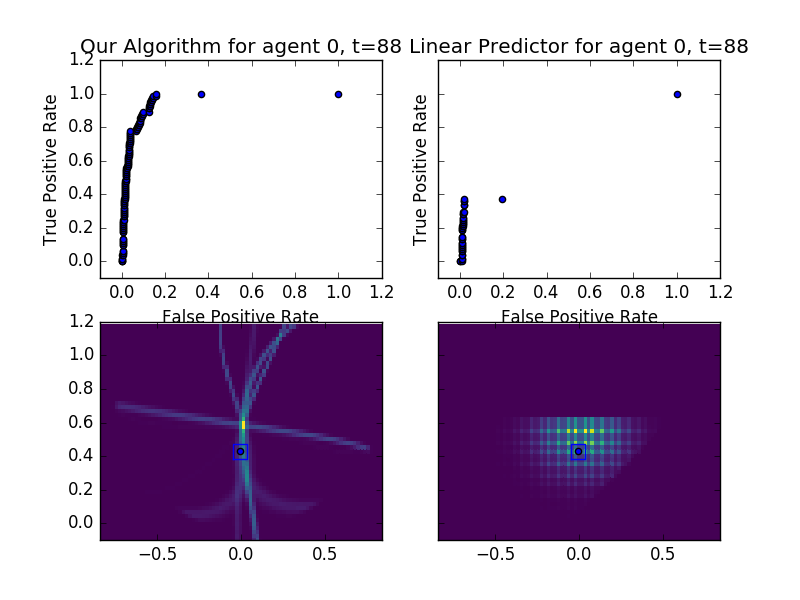 Our Algorithm for agent 0, t=88
Linear Predictor for agent 0, t=88
1.2
1.0
0.8
0.6
0.4
0.2
0.0
True Positive Rate
0.0 0.2 0.4 0.6 0.8 1.0 1.2
False Positive Rate
True Positive Rate
0.0 0.2 0.4 0.6 0.8 1.0 1.2
False Positive Rate
1.2
1.0
0.8
0.6
0.4
0.2
0.0
−0.5 0.0 0.5
−0.5 0.0 0.5